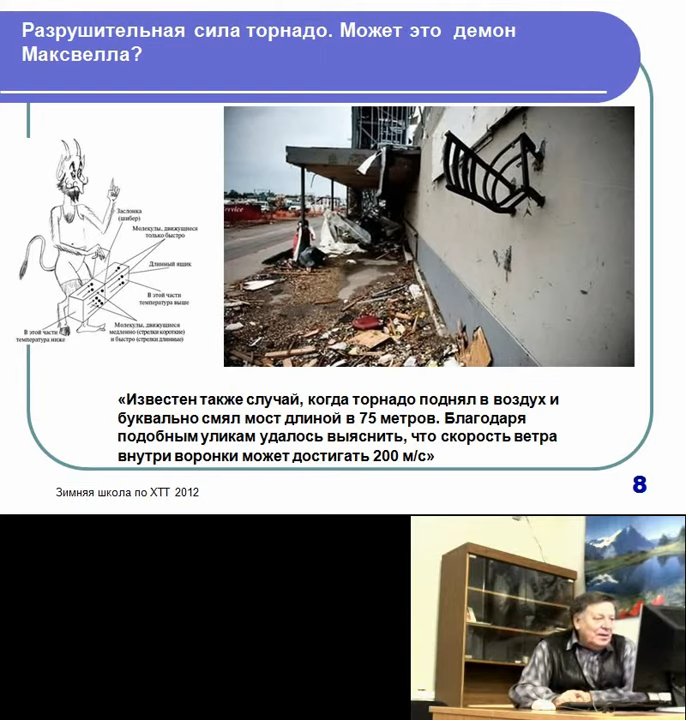 Разрушительная сила торнадо. Может это демон
Максвелла?
Заслонка
(шибер)
Молекулы, движущиеся
только быстро
Длинный ящик
В этой части
температура выше
Молекулы, движущиеся
медленно (стрелки короткие)
и быстро (стрелки длинные)
В этой части
температура ниже
service
«Известен также случай, когда торнадо поднял в воздух и
буквально смял мост длиной в 75 метров. Благодаря
подобным уликам удалось выяснить, что скорость ветра
внутри воронки может достигать 200 м/с»
Зимняя школа по ХТТ 2012
8